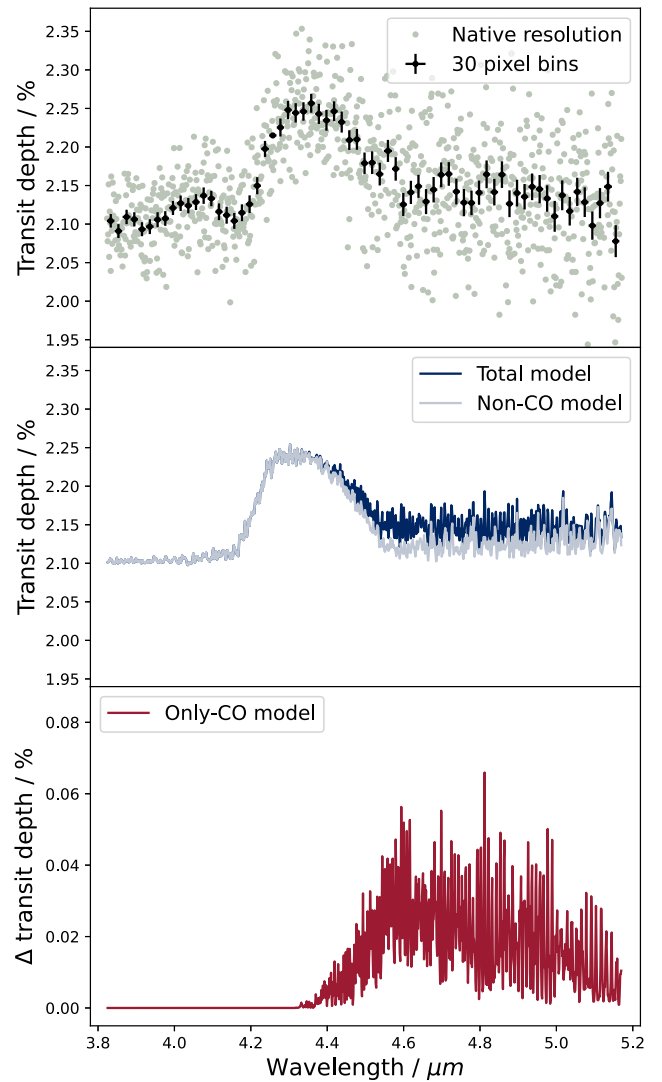 2.35
2.30
2.25
2.20
2.15
2.10
2.05
2.00
1.95
Transit depth / %
Native resolution
30 pixel bins
2.35
2.30
2.25
2.20
2.15
2.10
2.05
2.00
1.95
Transit depth / %
Total model
Non-CO model
0.08
0.06
0.04
0.02
0.00
Δ transit depth / %
Only-CO model
3.8 4.0 4.2 4.4 4.6 4.8 5.0 5.2
Wavelength / μm